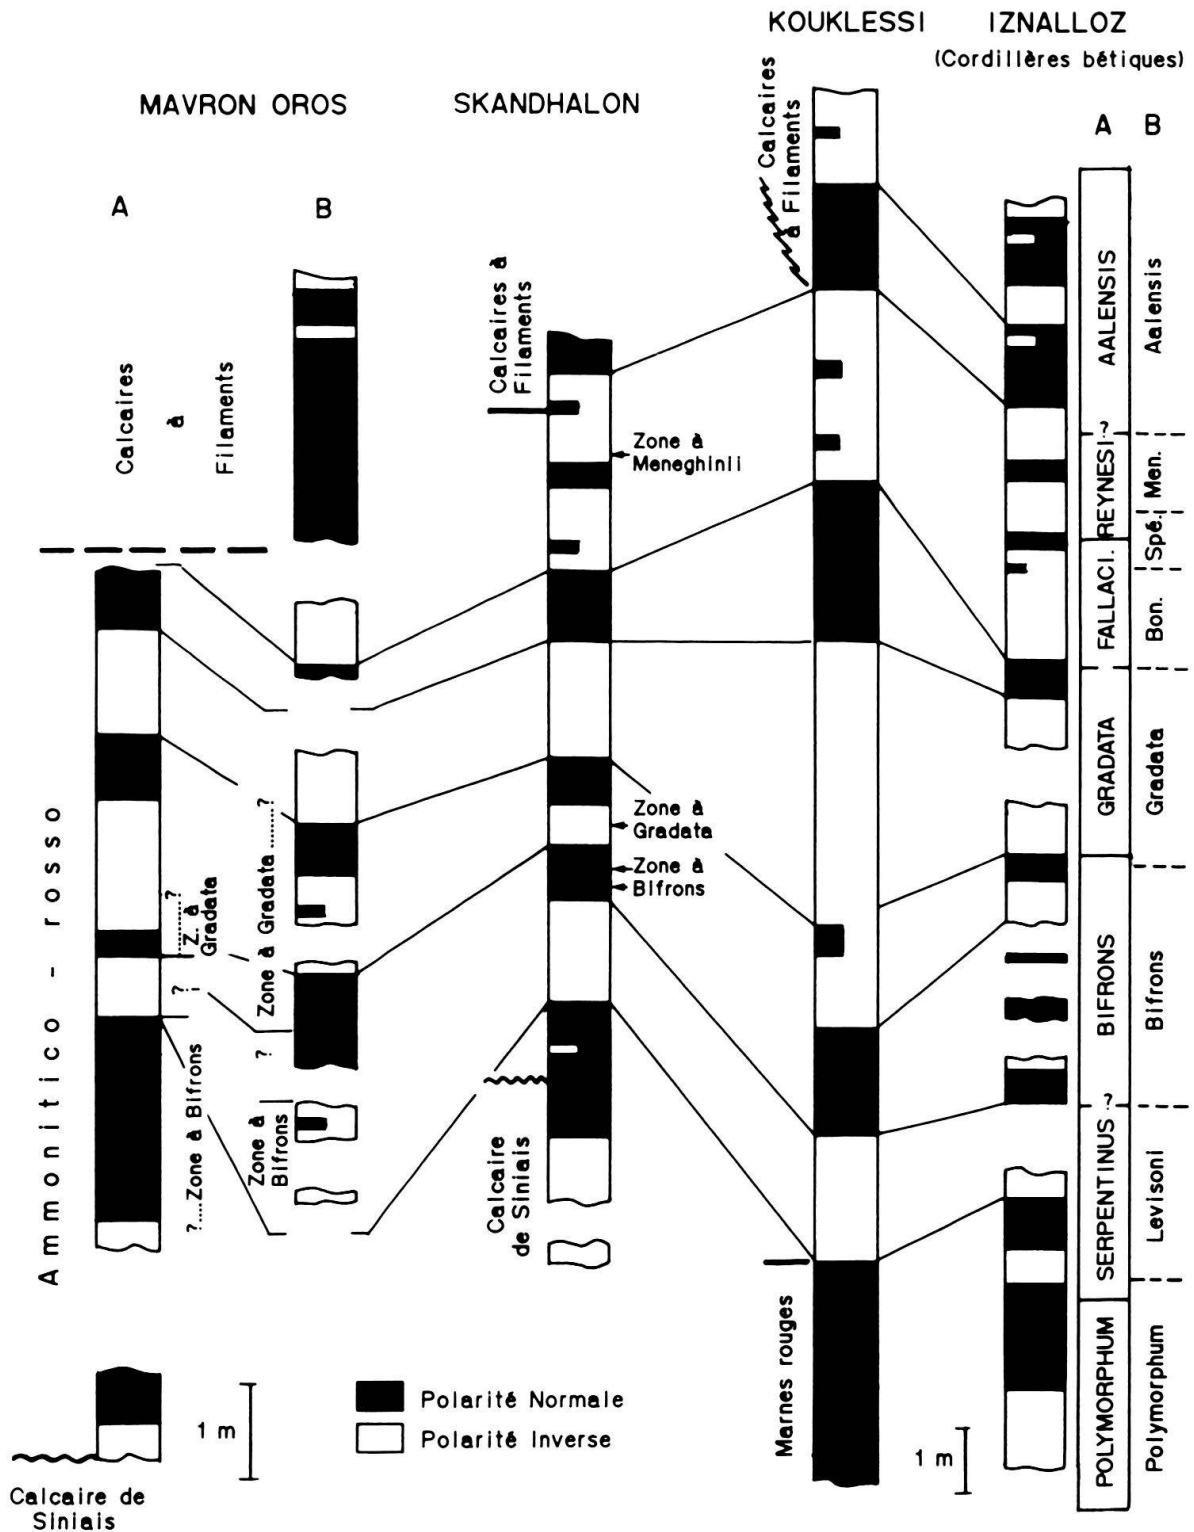 KOUKLESSI
IZNALLOZ
(Cordillères bétiques)
MAVRON OROS
SKANDHALON
A
B
A
B
Calcaires
à
Filaments
Calcaires à
Filaments
Calcaires
à Filaments
Zone à
Meneghinii
Zone à
Gradata
Zone à
Bifrons
Ammonitico - rosso
?
Z. à
Gradata
? ¡
?....Zone à Bifrons
Zone à Gradata ......?
?
Zone à
Bifrons
Calcaire
de Siniais
Marnes rouges
AALENSIS
?
REYNESI
FALLACI.
GRADATA
BIFRONS
?
SERPENTINUS
POLYMORPHUM
Aalensis
Men.
Spé.
Bon.
Gradata
Bifrons
Levisoni
Polymorphum
1 m
Polarité Normale
Polarité Inverse
1 m
Calcaire de
Siniais